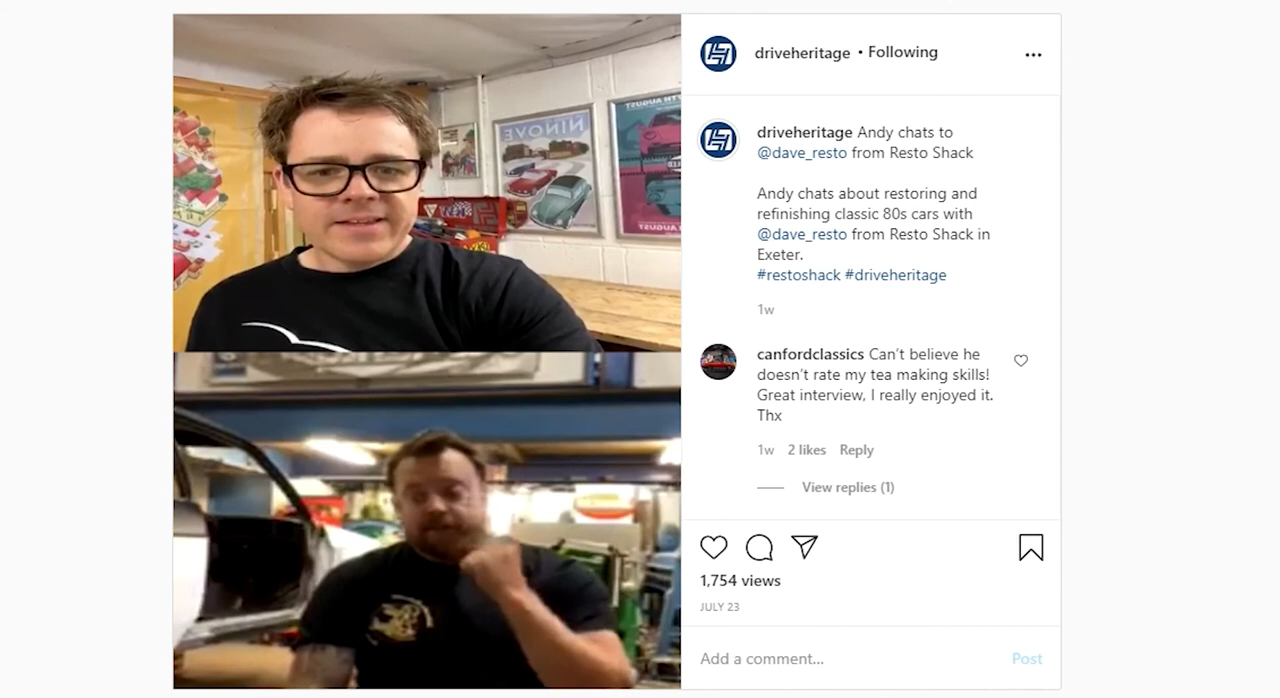 driveheritage • Following
driveheritage Andy chats to
@dave_resto from Resto Shack
Andy chats about restoring and
refinishing classic 80s cars with
@dave_resto from Resto Shack in
Exeter.
#restoshack #driveheritage
1w
canfordclassics Can't believe he
doesn't rate my tea making skills!
Great interview, I really enjoyed it.
Thx
1w 2 likes Reply
View replies (1)
1,754 views
JULY 23
Add a comment... Post
NINOVE